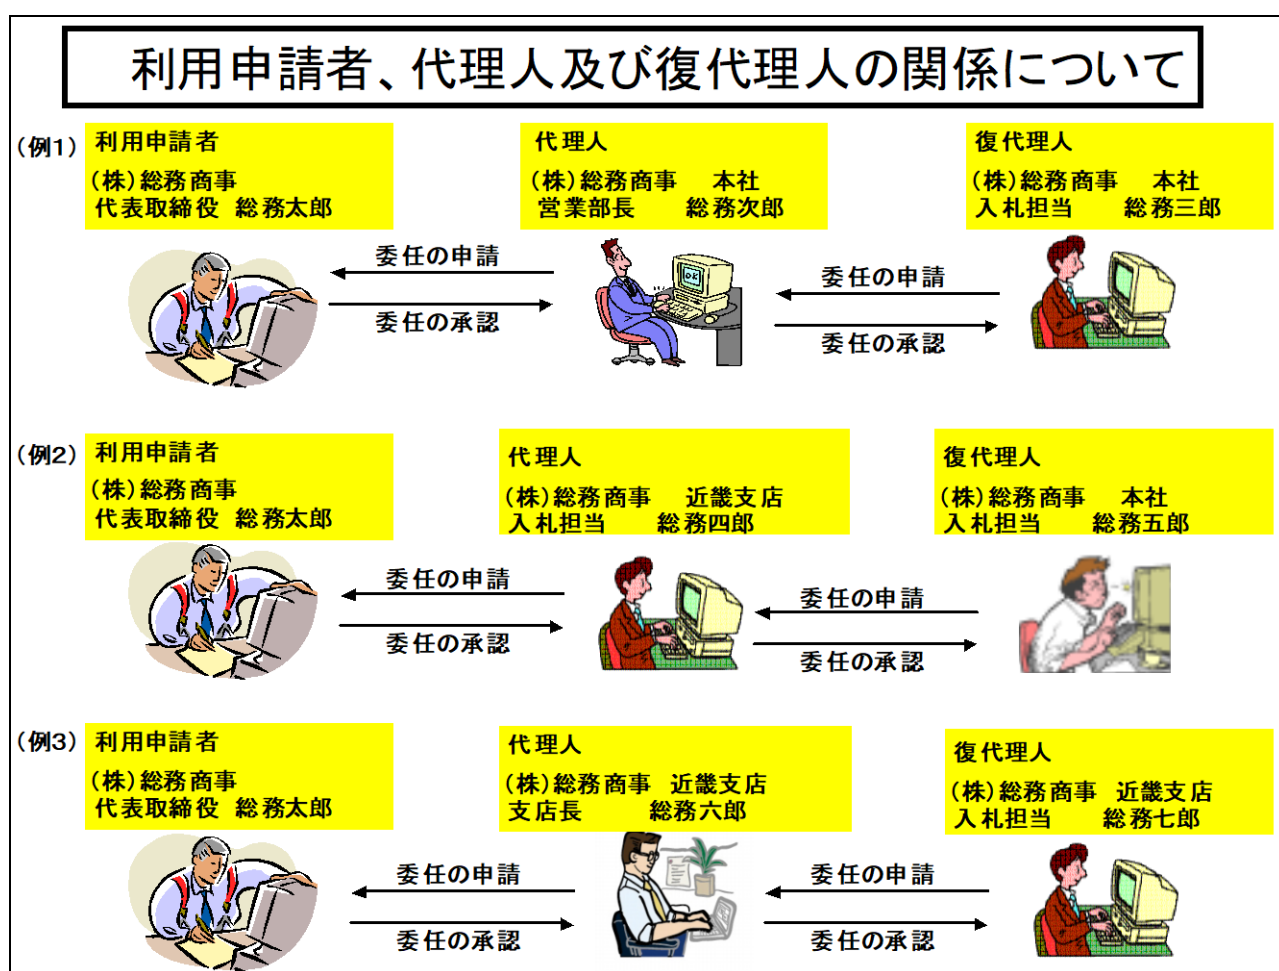 利用申請者、代理人及び復代理人の関係について
（例1）
利用申請者
（株）総務商事
代表取締役 総務太郎
代理人
（株）総務商事 本社
営業部長 総務次郎
復代理人
（株）総務商事 本社
入札担当 総務三郎
委任の申請
委任の承認
委任の申請
委任の承認
OK
（例2）
利用申請者
（株）総務商事
代表取締役 総務太郎
代理人
（株）総務商事 近畿支店
入札担当 総務四郎
復代理人
（株）総務商事 本社
入札担当 総務五郎
委任の申請
委任の承認
委任の申請
委任の承認
（例3）
利用申請者
（株）総務商事
代表取締役 総務太郎
代理人
（株）総務商事 近畿支店
支店長 総務六郎
復代理人
（株）総務商事 近畿支店
入札担当 総務七郎
委任の申請
委任の承認
委任の申請
委任の承認